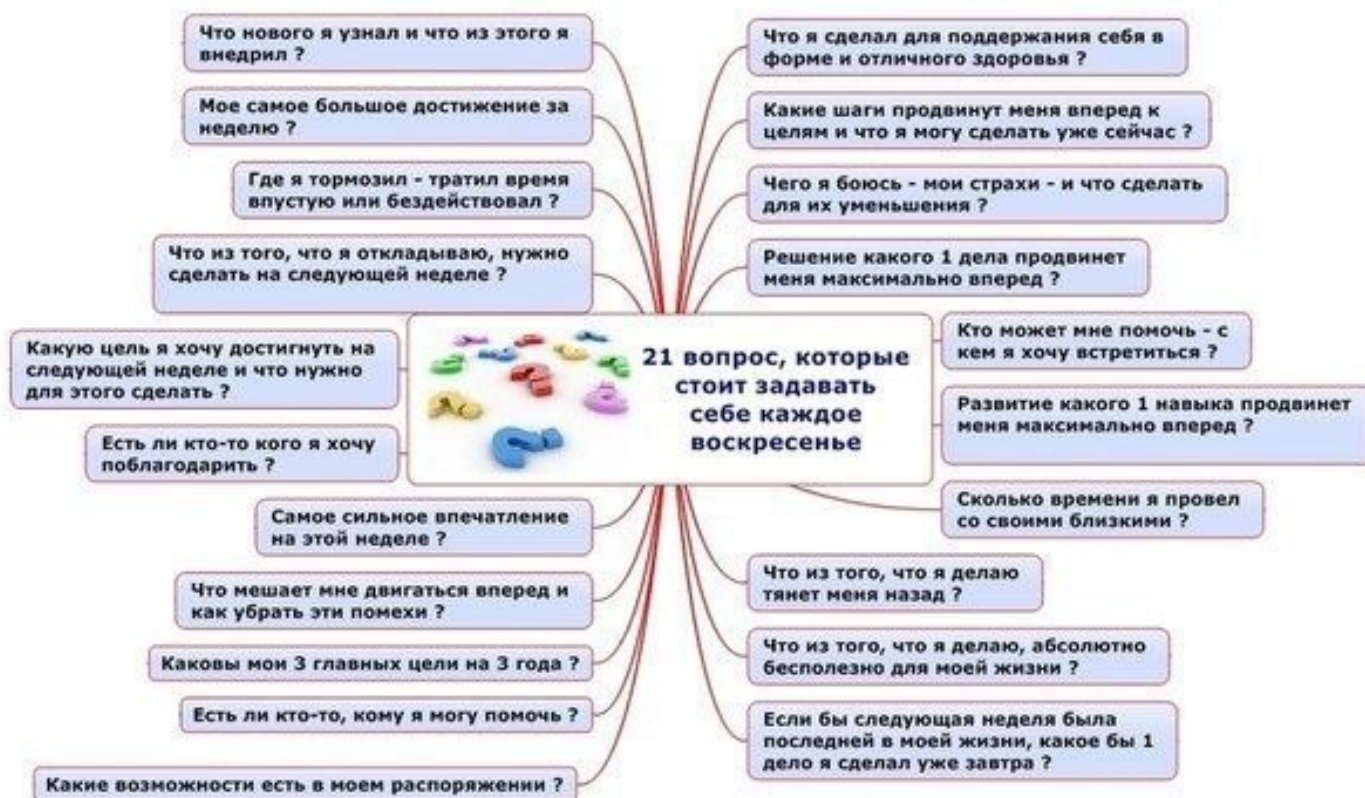 Что нового я узнал и что из этого я
внедрил ?
Мое самое большое достижение за
неделю ?
Где я тормозил - тратил время
впустую или бездействовал ?
Что из того, что я откладываю, нужно
сделать на следующей неделе ?
Какую цель я хочу достигнуть на
следующей неделе и что нужно
для этого сделать ?
Есть ли кто-то кого я хочу
поблагодарить ?
Самое сильное впечатление
на этой неделе ?
Что мешает мне двигаться вперед и
как убрать эти помехи ?
Каковы мои 3 главных цели на 3 года ?
Есть ли кто-то, кому я могу помочь ?
Какие возможности есть в моем распоряжении ?
21 вопрос, которые
стоит задавать
себе каждое
воскресенье
Что я сделал для поддержания себя в
форме и отличного здоровья ?
Какие шаги продвинут меня вперед к
целям и что я могу сделать уже сейчас ?
Чего я боюсь - мои страхи - и что сделать
для их уменьшения ?
Решение какого 1 дела продвинет
меня максимально вперед ?
Кто может мне помочь - с
кем я хочу встретиться ?
Развитие какого 1 навыка продвинет
меня максимально вперед ?
Сколько времени я провел
со своими близкими ?
Что из того, что я делаю
тянет меня назад ?
Что из того, что я делаю, абсолютно
бесполезно для моей жизни ?
Если бы следующая неделя была
последней в моей жизни, какое бы 1
дело я сделал уже завтра ?